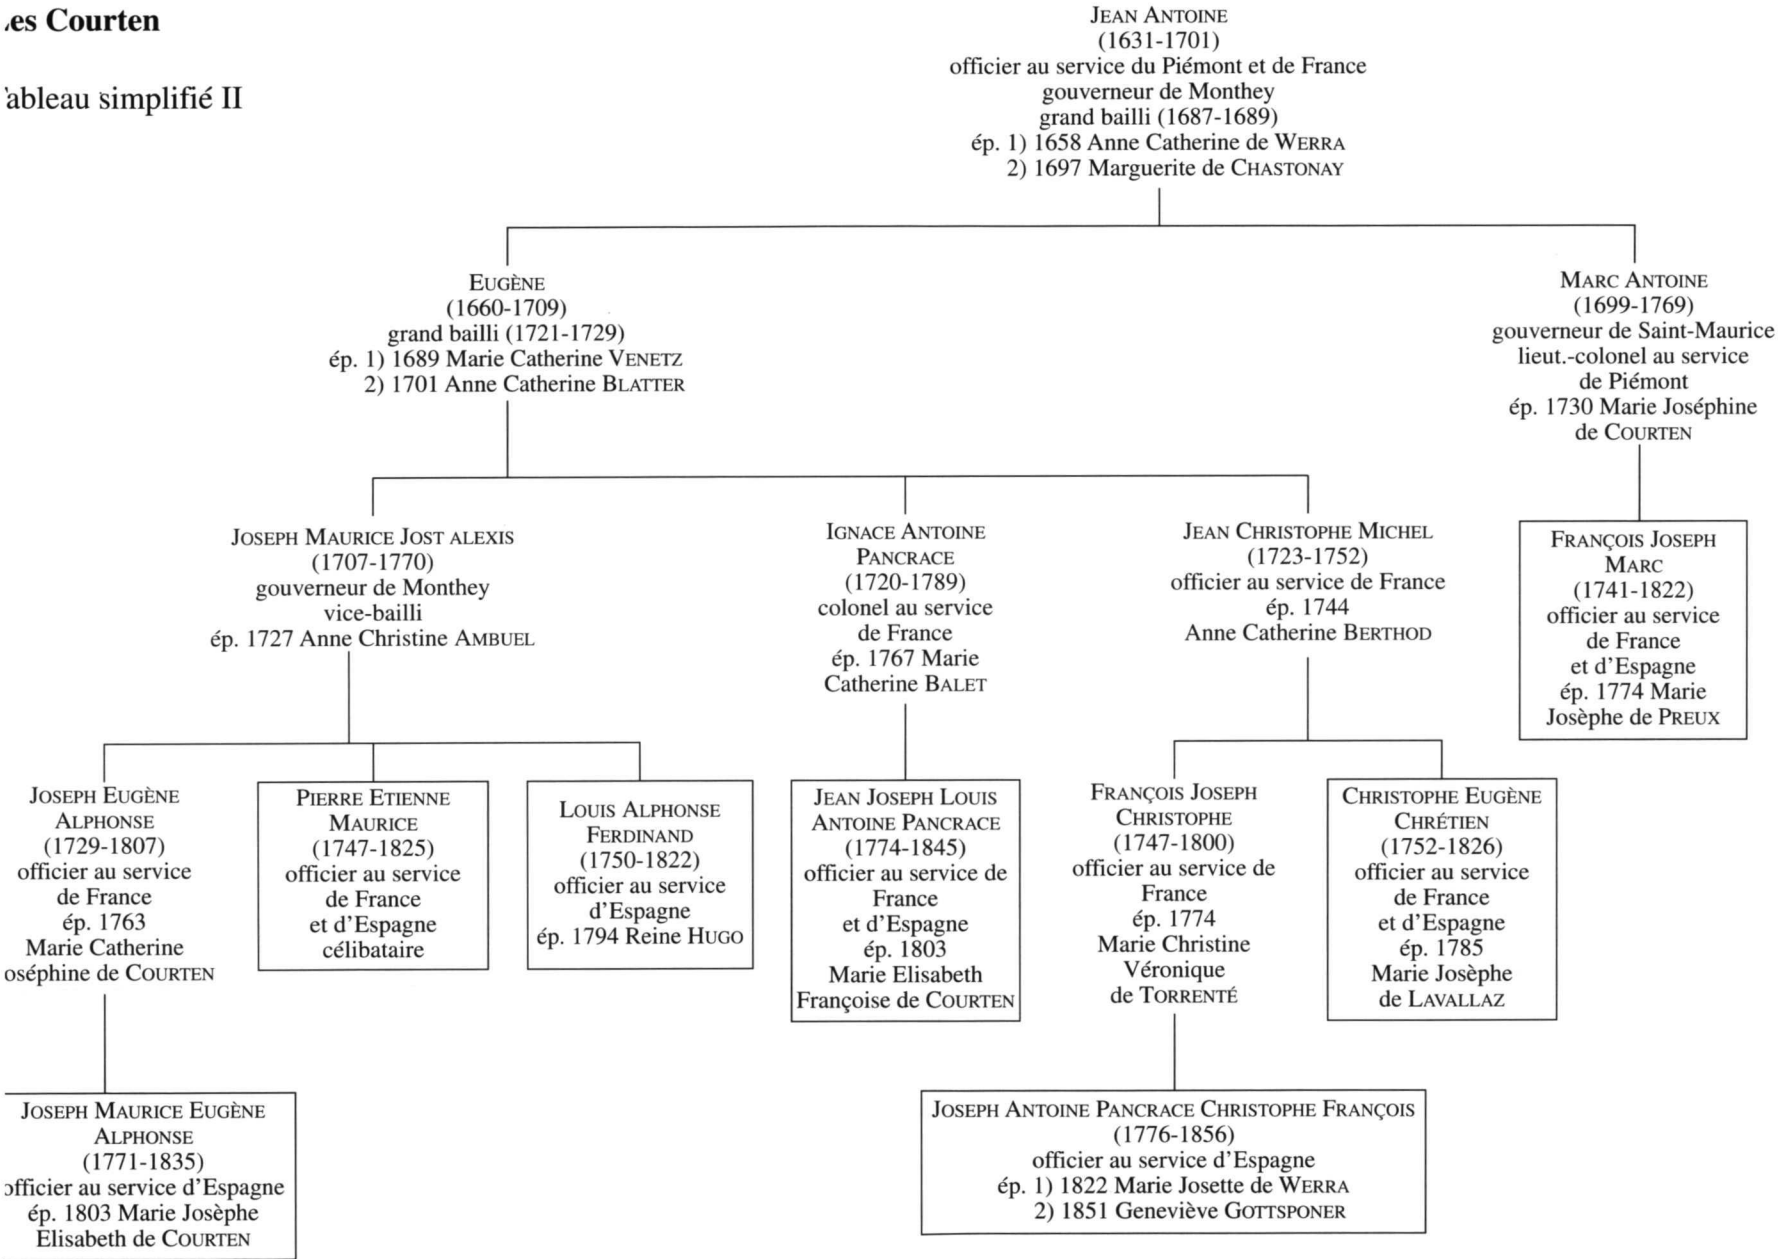 es Courten
ableau simplifié II
JEAN ANTOINE
(1631-1701)
officier au service du Piémont et de France
gouverneur de Monthey
grand bailli (1687-1689)
ép. 1) 1658 Anne Catherine de WERRA
2) 1697 Marguerite de CHASTONAY
EUGÈNE
(1660-1709)
grand bailli (1721-1729)
ép. 1) 1689 Marie Catherine VENETZ
2) 1701 Anne Catherine BLATTER
MARC ANTOINE
(1699-1769)
gouverneur de Saint-Maurice
lieut.-colonel au service
de Piémont
ép. 1730 Marie Joséphine
de COURTEN
JOSEPH MAURICE JOST ALEXIS
(1707-1770)
gouverneur de Monthey
vice-bailli
ép. 1727 Anne Christine AMBUEL
IGNACE ANTOINE
PANCRACE
(1720-1789)
colonel au service
de France
ép. 1767 Marie
Catherine BALET
JEAN CHRISTOPHE MICHEL
(1723-1752)
officier au service de France
ép. 1744
Anne Catherine BERTHOD
FRANÇOIS JOSEPH
MARC
(1741-1822)
officier au service
de France
et d'Espagne
ép. 1774 Marie
Josèphe de PREUX
JOSEPH EUGÈNE
ALPHONSE
(1729-1807)
officier au service
de France
ép. 1763
Marie Catherine
oséphine de COURTEN
PIERRE ETIENNE
MAURICE
(1747-1825)
officier au service
de France
et d'Espagne
célibataire
LOUIS ALPHONSE
FERDINAND
(1750-1822)
officier au service
d'Espagne
ép. 1794 Reine HUGO
JEAN JOSEPH LOUIS
ANTOINE PANCRACE
(1774-1845)
officier au service de
France
et d'Espagne
ép. 1803
Marie Elisabeth
Françoise de COURTEN
FRANÇOIS JOSEPH
CHRISTOPHE
(1747-1800)
officier au service de
France
ép. 1774
Marie Christine
Véronique
de TORRENTÉ
CHRISTOPHE EUGÈNE
CHRÉTIEN
(1752-1826)
officier au service
de France
et d'Espagne
ép. 1785
Marie Josèphe
de LAVALLAZ
JOSEPH MAURICE EUGÈNE
ALPHONSE
(1771-1835)
officier au service d'Espagne
ép. 1803 Marie Josèphe
Elisabeth de COURTEN
JOSEPH ANTOINE PANCRACE CHRISTOPHE FRANÇOIS
(1776-1856)
officier au service d'Espagne
ép. 1) 1822 Marie Josette de WERRA
2) 1851 Geneviève GOTTSPONER